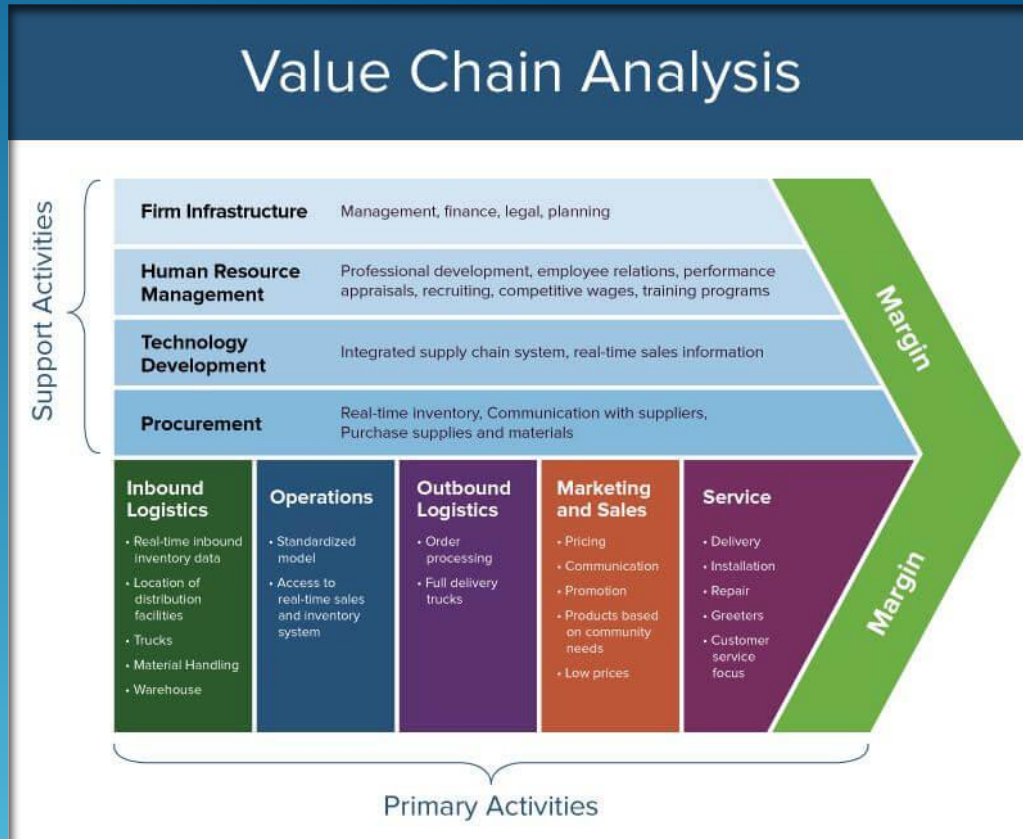 Value Chain Analysis
Support Activities
Firm Infrastructure
Management, finance, legal, planning
Human Resource
Management
Professional development, employee relations, performance
appraisals, recruiting, competitive wages, training programs
Technology
Development
Integrated supply chain system, real-time sales information
Procurement
Real-time inventory, Communication with suppliers,
Purchase supplies and materials
Margin
Inbound
Logistics
• Real-time inbound
inventory data
• Location of
distribution
facilities
• Trucks
• Material Handling
• Warehouse
Operations
• Standardized
model
• Access to
real-time sales
and inventory
system
Outbound
Logistics
• Order
processing
• Full delivery
trucks
Marketing
and Sales
• Pricing
• Communication
• Promotion
• Products based
on community
needs
• Low prices
Service
• Delivery
• Installation
• Repair
• Greeters
• Customer
service
focus
Margin
Primary Activities